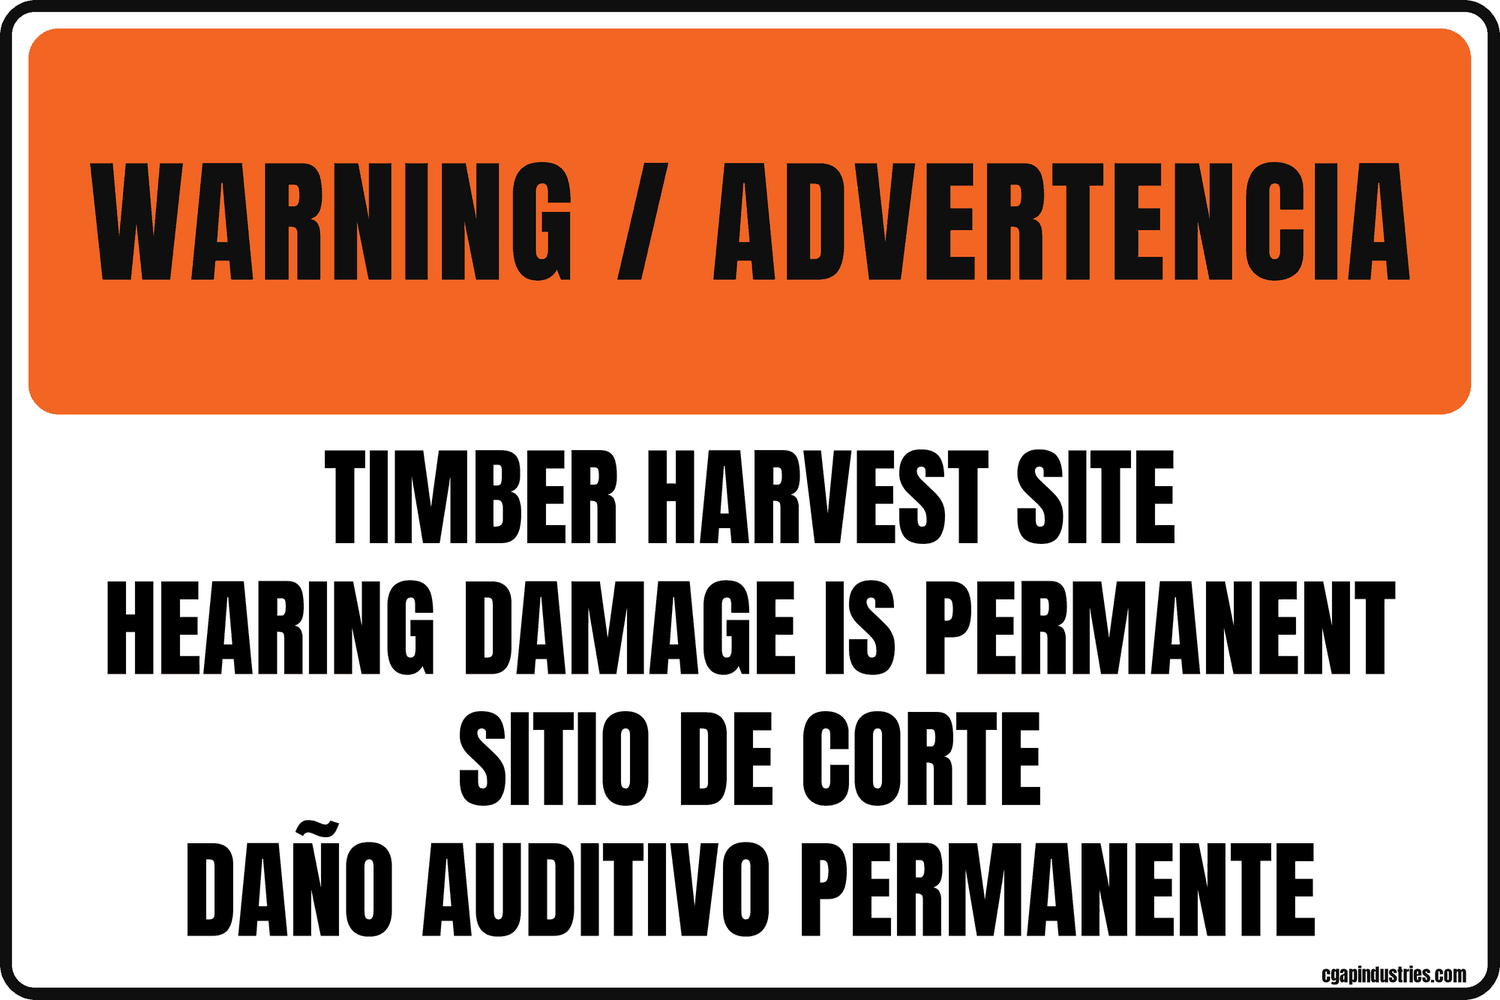 WARNING / ADVERTENCIA
TIMBER HARVEST SITE
HEARING DAMAGE IS PERMANENT
SITIO DE CORTE
DAÑO AUDITIVO PERMANENTE
cgapindustries.com